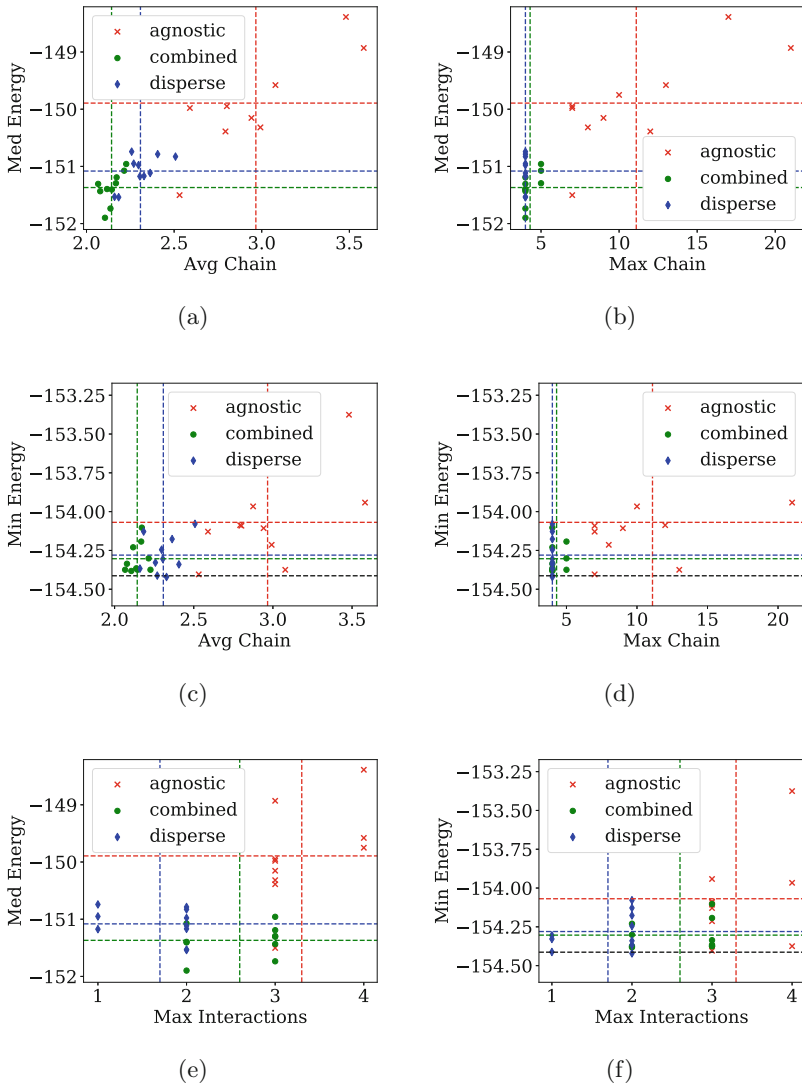 −149
−150
−151
−152
Med Energy
agnostic
combined
disperse
2.0 2.5 3.0 3.5
Avg Chain
(a)
−149
−150
−151
−152
Med Energy
agnostic
combined
disperse
5 10 15 20
Max Chain
(b)
−153.25
−153.50
−153.75
−154.00
−154.25
−154.50
Min Energy
agnostic
combined
disperse
2.0 2.5 3.0 3.5
Avg Chain
(c)
−153.25
−153.50
−153.75
−154.00
−154.25
−154.50
Min Energy
agnostic
combined
disperse
5 10 15 20
Max Chain
(d)
−149
−150
−151
−152
Med Energy
agnostic
combined
disperse
1 2 3 4
Max Interactions
(e)
−153.25
−153.50
−153.75
−154.00
−154.25
−154.50
Min Energy
agnostic
combined
disperse
1 2 3 4
Max Interactions
(f)